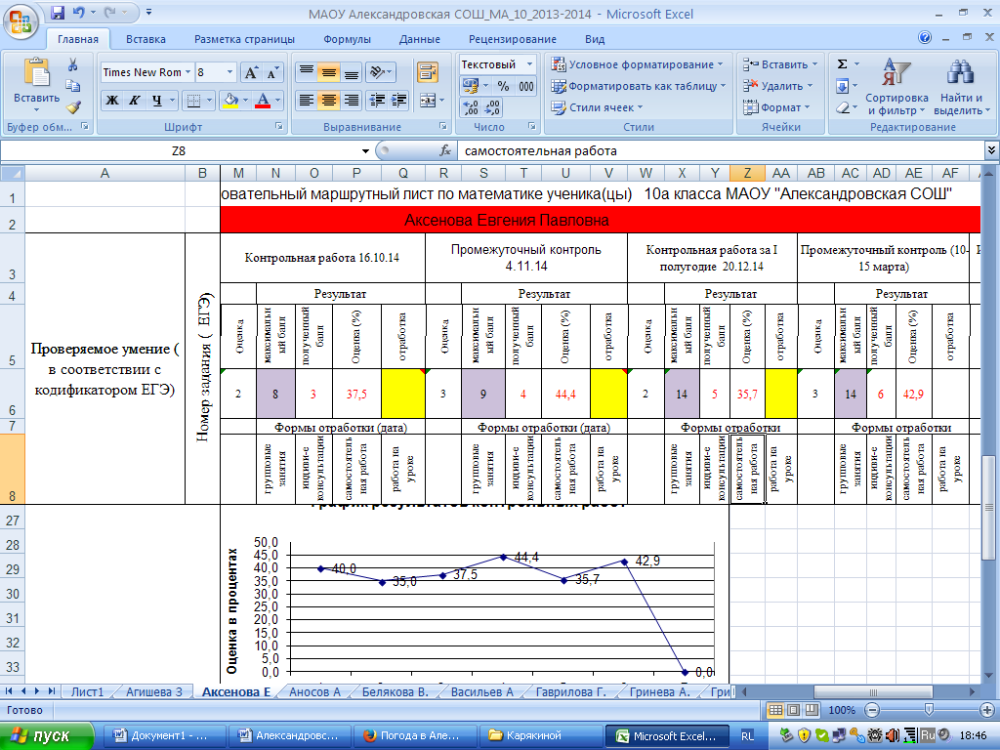 МАОУ Александровская СОШ_МА_10_2013-2014 - Microsoft Excel
Главная Вставка Разметка страницы Формулы Данные Рецензирование Вид
Вставить
Times New Rom 8
Ж К Ч
Текстовый
% 000
Условное форматирование
Форматировать как таблицу
Стили ячеек
Вставить
Удалить
Формат
Σ
Сортировка и фильтр
Найти и выделить
Буфер обм... Шрифт Выравнивание Число Стили Ячейки Редактирование
Z8 fx самостоятельная работа
A B M N O P Q R S T U V W X Y Z AA AB AC AD AE AF
1 овательный маршрутный лист по математике ученика(цы) 10а класса МАОУ "Александровская СОШ"
2 Аксенова Евгения Павловна
3 Контрольная работа 16.10.14 Промежуточный контроль 4.11.14 Контрольная работа за I полугодие 20.12.14 Промежуточный контроль (10-15 марта)
4 Результат Результат Результат Результат
5 Проверяемое умение ( в соответствии с кодификатором ЕГЭ) Номер задания ( ЕГЭ) Оценка максимальный балл полученный балл Оценка (%) отработка Оценка максимальный балл полученный балл Оценка (%) отработка Оценка максимальный балл полученный балл Оценка (%) отработка Оценка максимальный балл полученный балл Оценка (%) отработка
6 2 8 3 37,5 3 9 4 44,4 2 14 5 35,7 3 14 6 42,9
7 Формы отработки (дата) Формы отработки (дата) Формы отработки Формы отработки
8 групповые занятия индиви-е консультации самостоятельная работа работа на уроке групповые занятия индиви-е консультации самостоятельная работа работа на уроке групповые занятия индиви-е консультации самостоятельная работа работа на уроке групповые занятия индиви-е консультации самостоятельная работа работа на уроке
27
28
29
30
31
32
33
График результатов контрольных работ
Оценка в процентах
50,0
45,0
40,0
35,0
30,0
25,0
20,0
15,0
10,0
5,0
0,0
40,0 35,0 37,5 44,4 35,7 42,9 0,0
Лист1 Агишева З Аксенова Е Аносов А Белякова В. Васильев А Гаврилова Г. Гринева А. Гри
Готово 100%
пуск Документ1 - ... Александровс... Погода в Але... Карякиной Microsoft Excel... RL Ru 18:46